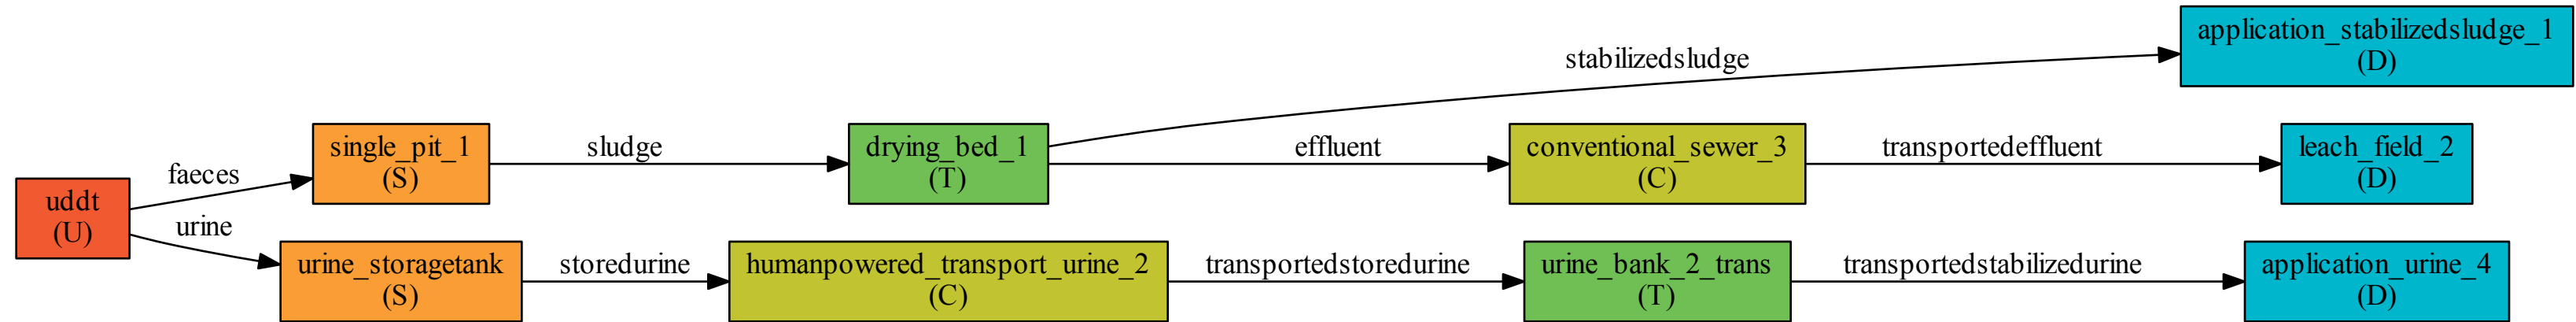 application_stabilizedsludge_1
(D)
stabilizedsludge
single_pit_1
(S)
sludge
drying_bed_1
(T)
effluent
conventional_sewer_3
(C)
transportedeffluent
leach_field_2
(D)
faeces
uddt
(U)
urine
urine_storagetank
(S)
storedurine
humanpowered_transport_urine_2
(C)
transportedstoredurine
urine_bank_2_trans
(T)
transportedstabilizedurine
application_urine_4
(D)